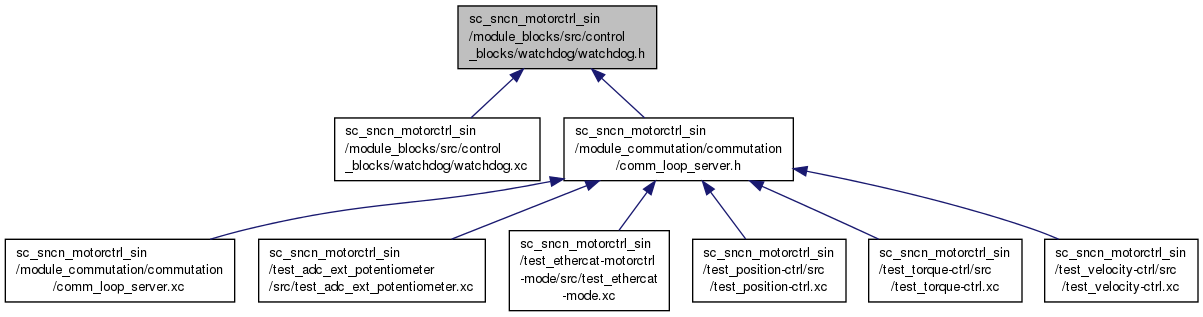 sc_sncn_motorctrl_sin
/module_blocks/src/control
_blocks/watchdog/watchdog.h
sc_sncn_motorctrl_sin
/module_blocks/src/control
_blocks/watchdog/watchdog.xc
sc_sncn_motorctrl_sin
/module_commutation/commutation
/comm_loop_server.h
sc_sncn_motorctrl_sin
/module_commutation/commutation
/comm_loop_server.xc
sc_sncn_motorctrl_sin
/test_adc_ext_potentiometer
/src/test_adc_ext_potentiometer.xc
sc_sncn_motorctrl_sin
/test_ethercat-motorctrl
-mode/src/test_ethercat
-mode.xc
sc_sncn_motorctrl_sin
/test_position-ctrl/src
/test_position-ctrl.xc
sc_sncn_motorctrl_sin
/test_torque-ctrl/src
/test_torque-ctrl.xc
sc_sncn_motorctrl_sin
/test_velocity-ctrl/src
/test_velocity-ctrl.xc